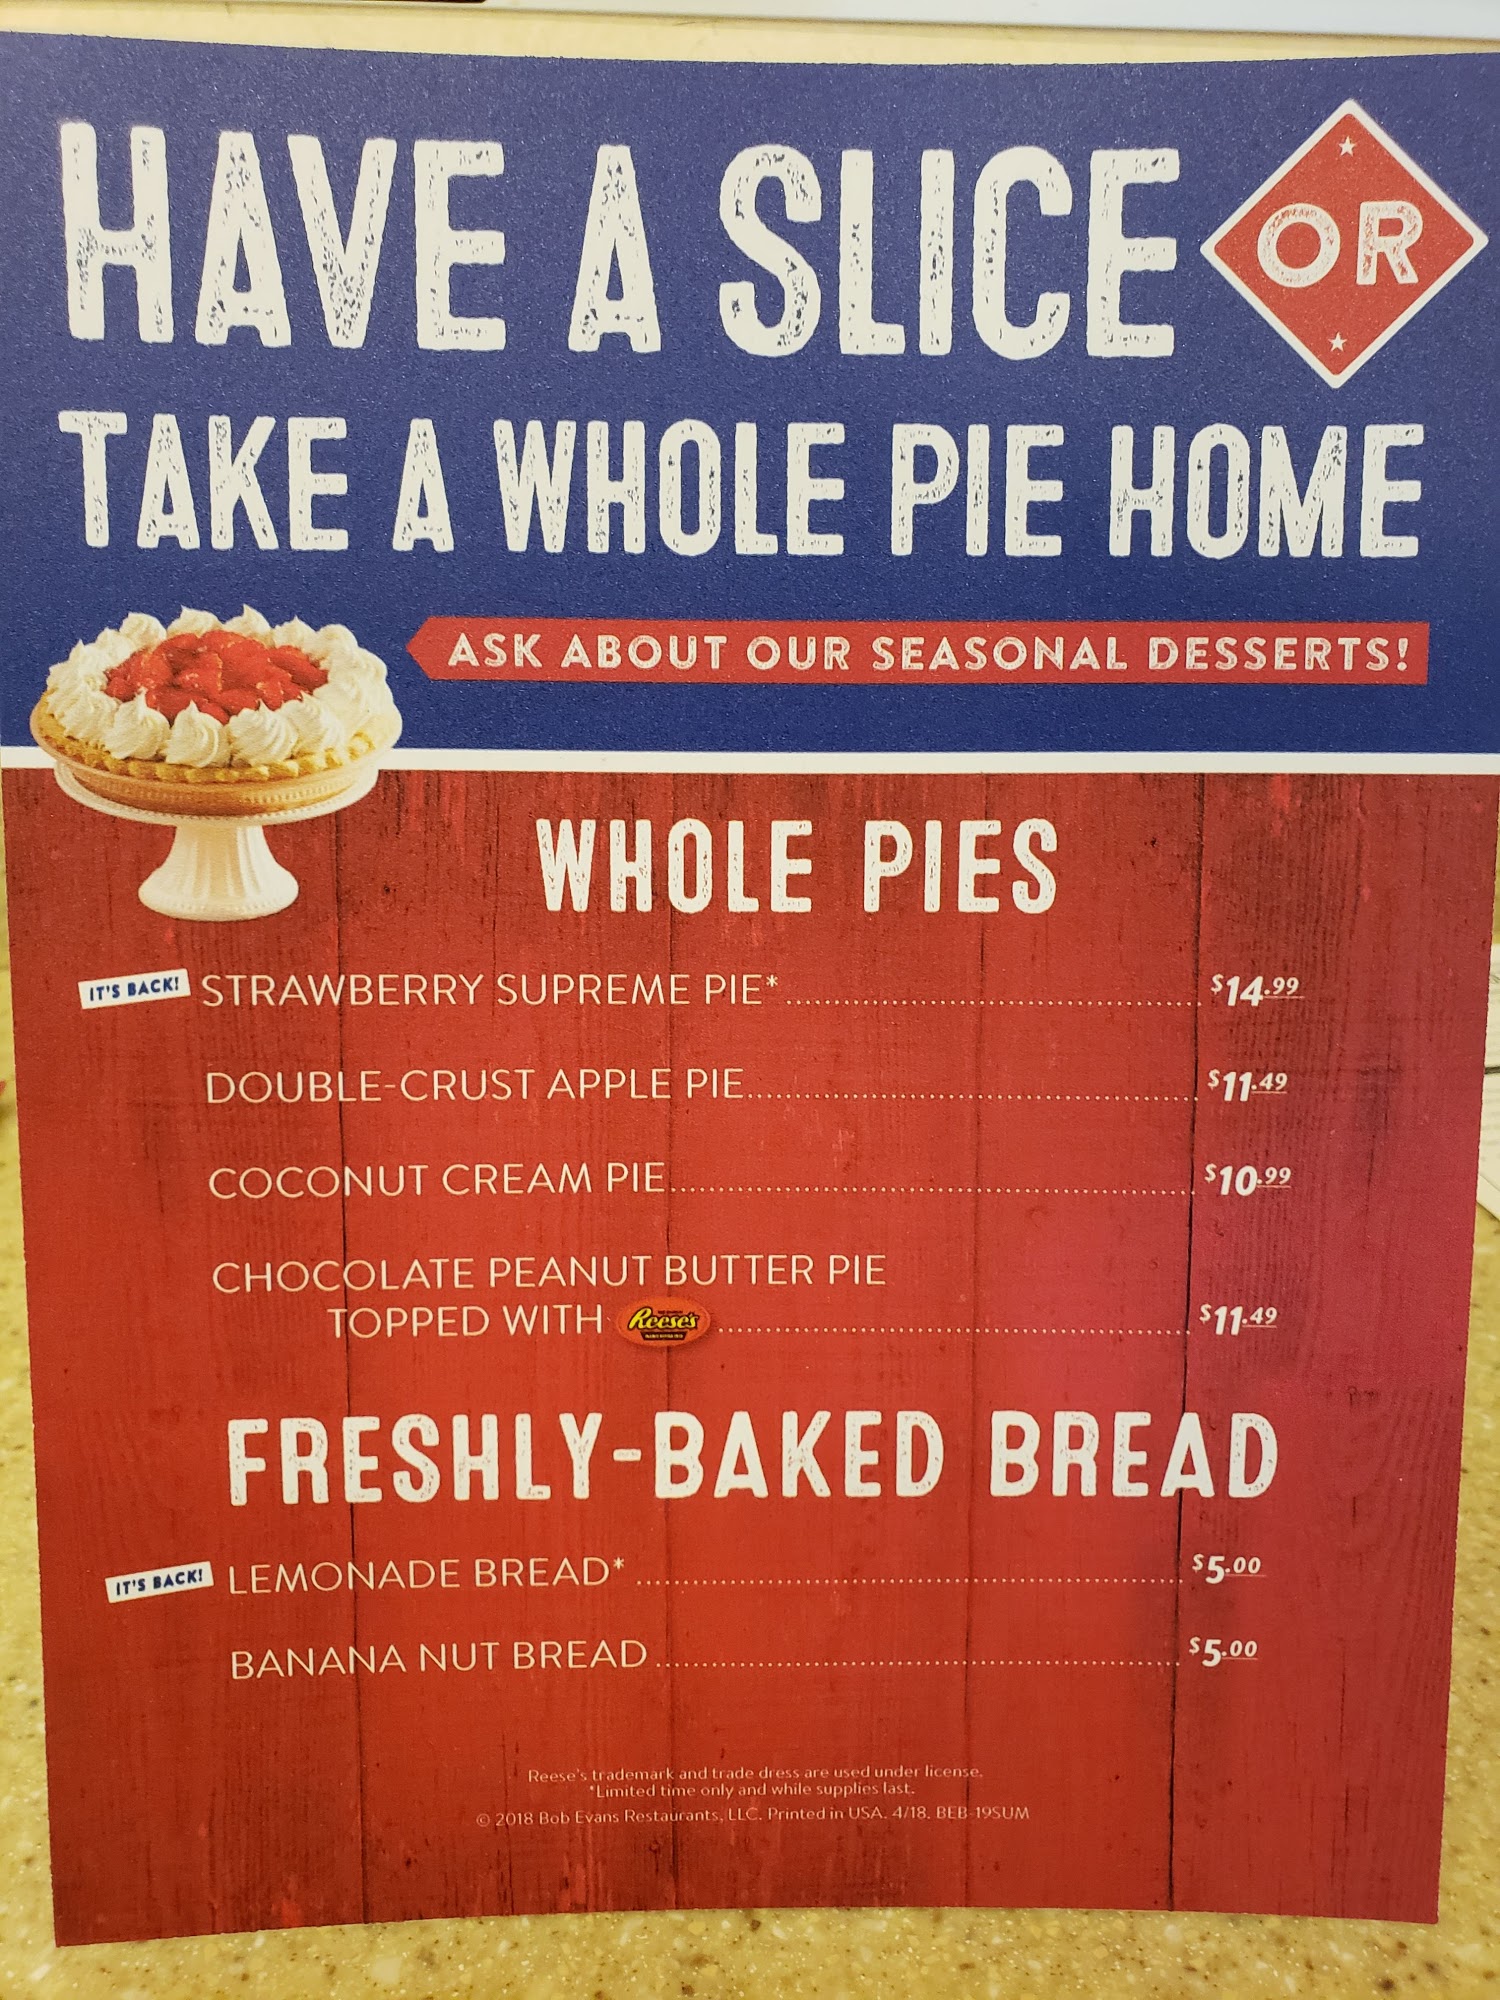 HAVE A SLICE OR
TAKE A WHOLE PIE HOME
ASK ABOUT OUR SEASONAL DESSERTS!
WHOLE PIES
IT'S BACK! STRAWBERRY SUPREME PIE* $14.99
DOUBLE-CRUST APPLE PIE $11.49
COCONUT CREAM PIE $10.99
CHOCOLATE PEANUT BUTTER PIE
TOPPED WITH Reese's $11.49
FRESHLY-BAKED BREAD
IT'S BACK! LEMONADE BREAD* $5.00
BANANA NUT BREAD $5.00
Reese's trademark and trade dress are used under license.
*Limited time only and while supplies last.
© 2018 Bob Evans Restaurants, LLC. Printed in USA. 4/18. BEB-19SUM